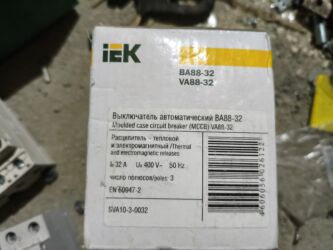 iEK
ВА88-32
VA88-32
Выключатель автоматический ВА88-32
Moulded case circuit breaker (MCCB) VA88-32
Расцепитель - тепловой
и электромагнитный /Thermal
and electromagnetic releases
Iₙ 32 А Uₑ 400 V~ 50 Hz
число полюсов/poles: 3
EN 60947-2
SVA10-3-0032